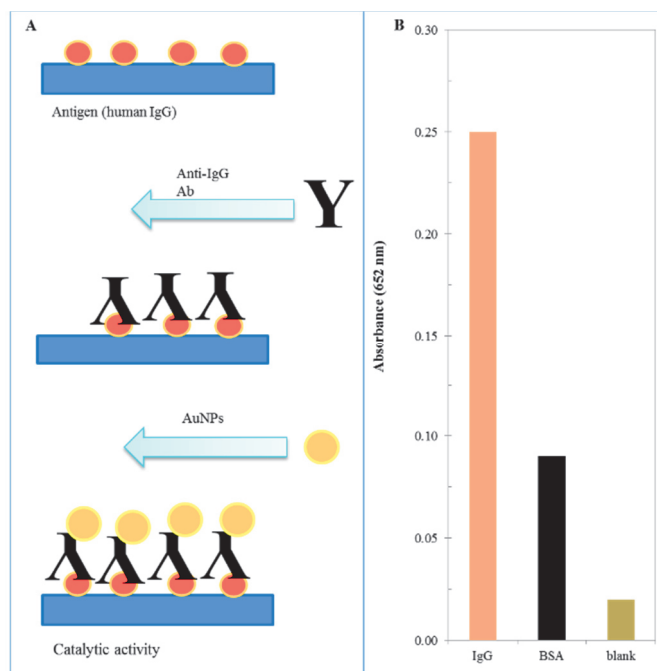 A
Antigen (human IgG)
Anti-IgG
Ab
Y
AuNPs
Catalytic activity
B
0.30
0.25
0.20
0.15
0.10
0.05
0.00
Absorbance (652 nm)
IgG BSA blank